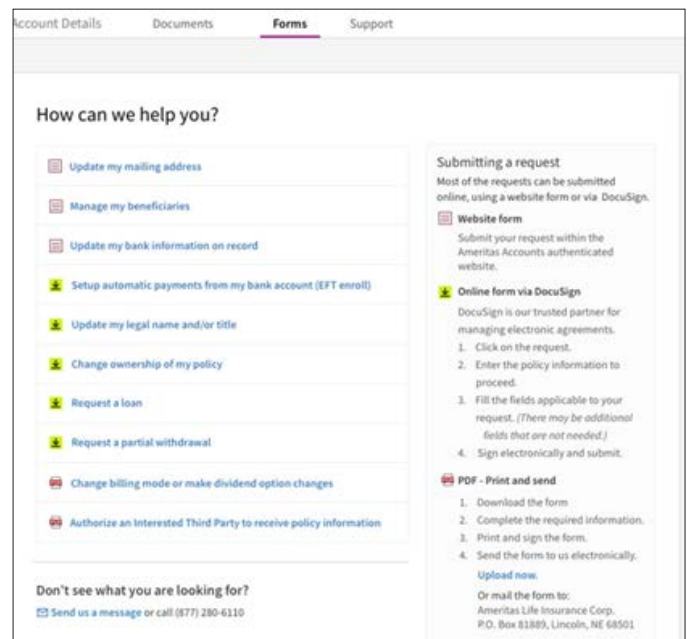 Account Details Documents Forms Support
How can we help you?
Update my mailing address
Manage my beneficiaries
Update my bank information on record
Setup automatic payments from my bank account (EFT enroll)
Update my legal name and/or title
Change ownership of my policy
Request a loan
Request a partial withdrawal
Change billing mode or make dividend option changes
Authorize an Interested Third Party to receive policy information
Don't see what you are looking for?
Send us a message or call (877) 280-6110
Submitting a request
Most of the requests can be submitted
online, using a website form or via DocuSign.
Website form
Submit your request within the
Ameritas Accounts authenticated
website.
Online form via DocuSign
DocuSign is our trusted partner for
managing electronic agreements.
1. Click on the request.
2. Enter the policy information to
proceed.
3. Fill the fields applicable to your
request. (There may be additional
fields that are not needed.)
4. Sign electronically and submit.
PDF - Print and send
1. Download the form
2. Complete the required information.
3. Print and sign the form.
4. Send the form to us electronically.
Upload now.
Or mail the form to:
Ameritas Life Insurance Corp.
P.O. Box 81889, Lincoln, NE 68501